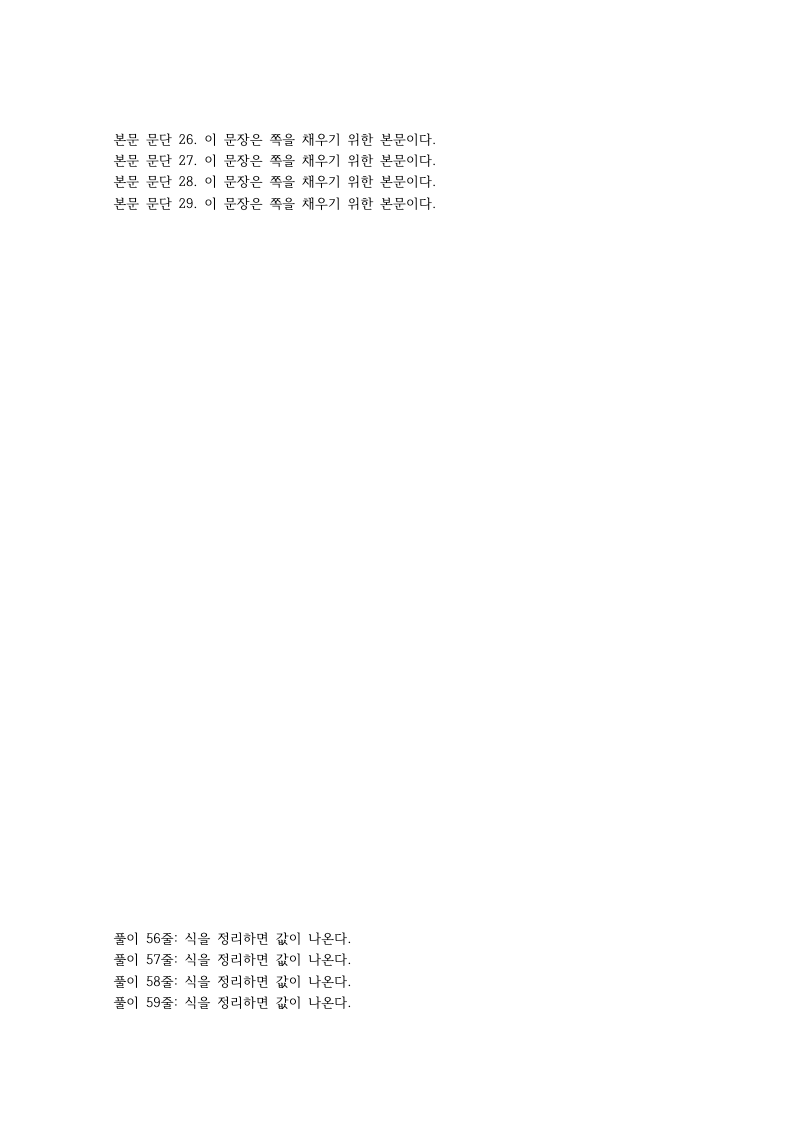 본문 문단 26. 이 문장은 쪽을 채우기 위한 본문이다.
본문 문단 27. 이 문장은 쪽을 채우기 위한 본문이다.
본문 문단 28. 이 문장은 쪽을 채우기 위한 본문이다.
본문 문단 29. 이 문장은 쪽을 채우기 위한 본문이다.
풀이 56줄: 식을 정리하면 값이 나온다.
풀이 57줄: 식을 정리하면 값이 나온다.
풀이 58줄: 식을 정리하면 값이 나온다.
풀이 59줄: 식을 정리하면 값이 나온다.